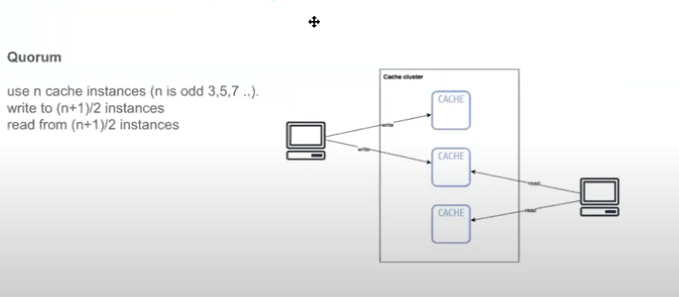 Quorum
use n cache instances (n is odd 3,5,7 ..).
write to (n+1)/2 instances
read from (n+1)/2 instances
Cache cluster
CACHE
write
write
CACHE
read
CACHE
read